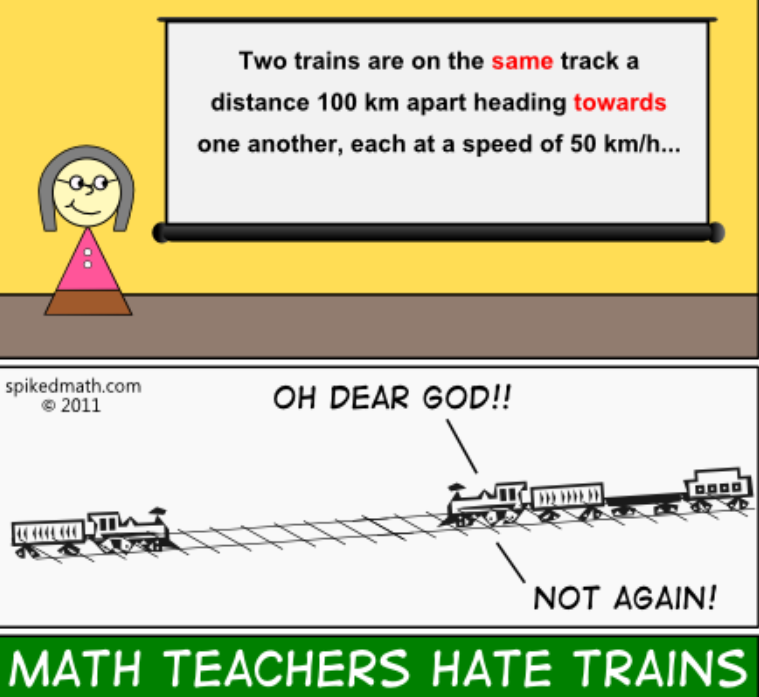 Two trains are on the same track a
distance 100 km apart heading towards
one another, each at a speed of 50 km/h...
spikedmath.com
© 2011
OH DEAR GOD!!
NOT AGAIN!
MATH TEACHERS HATE TRAINS